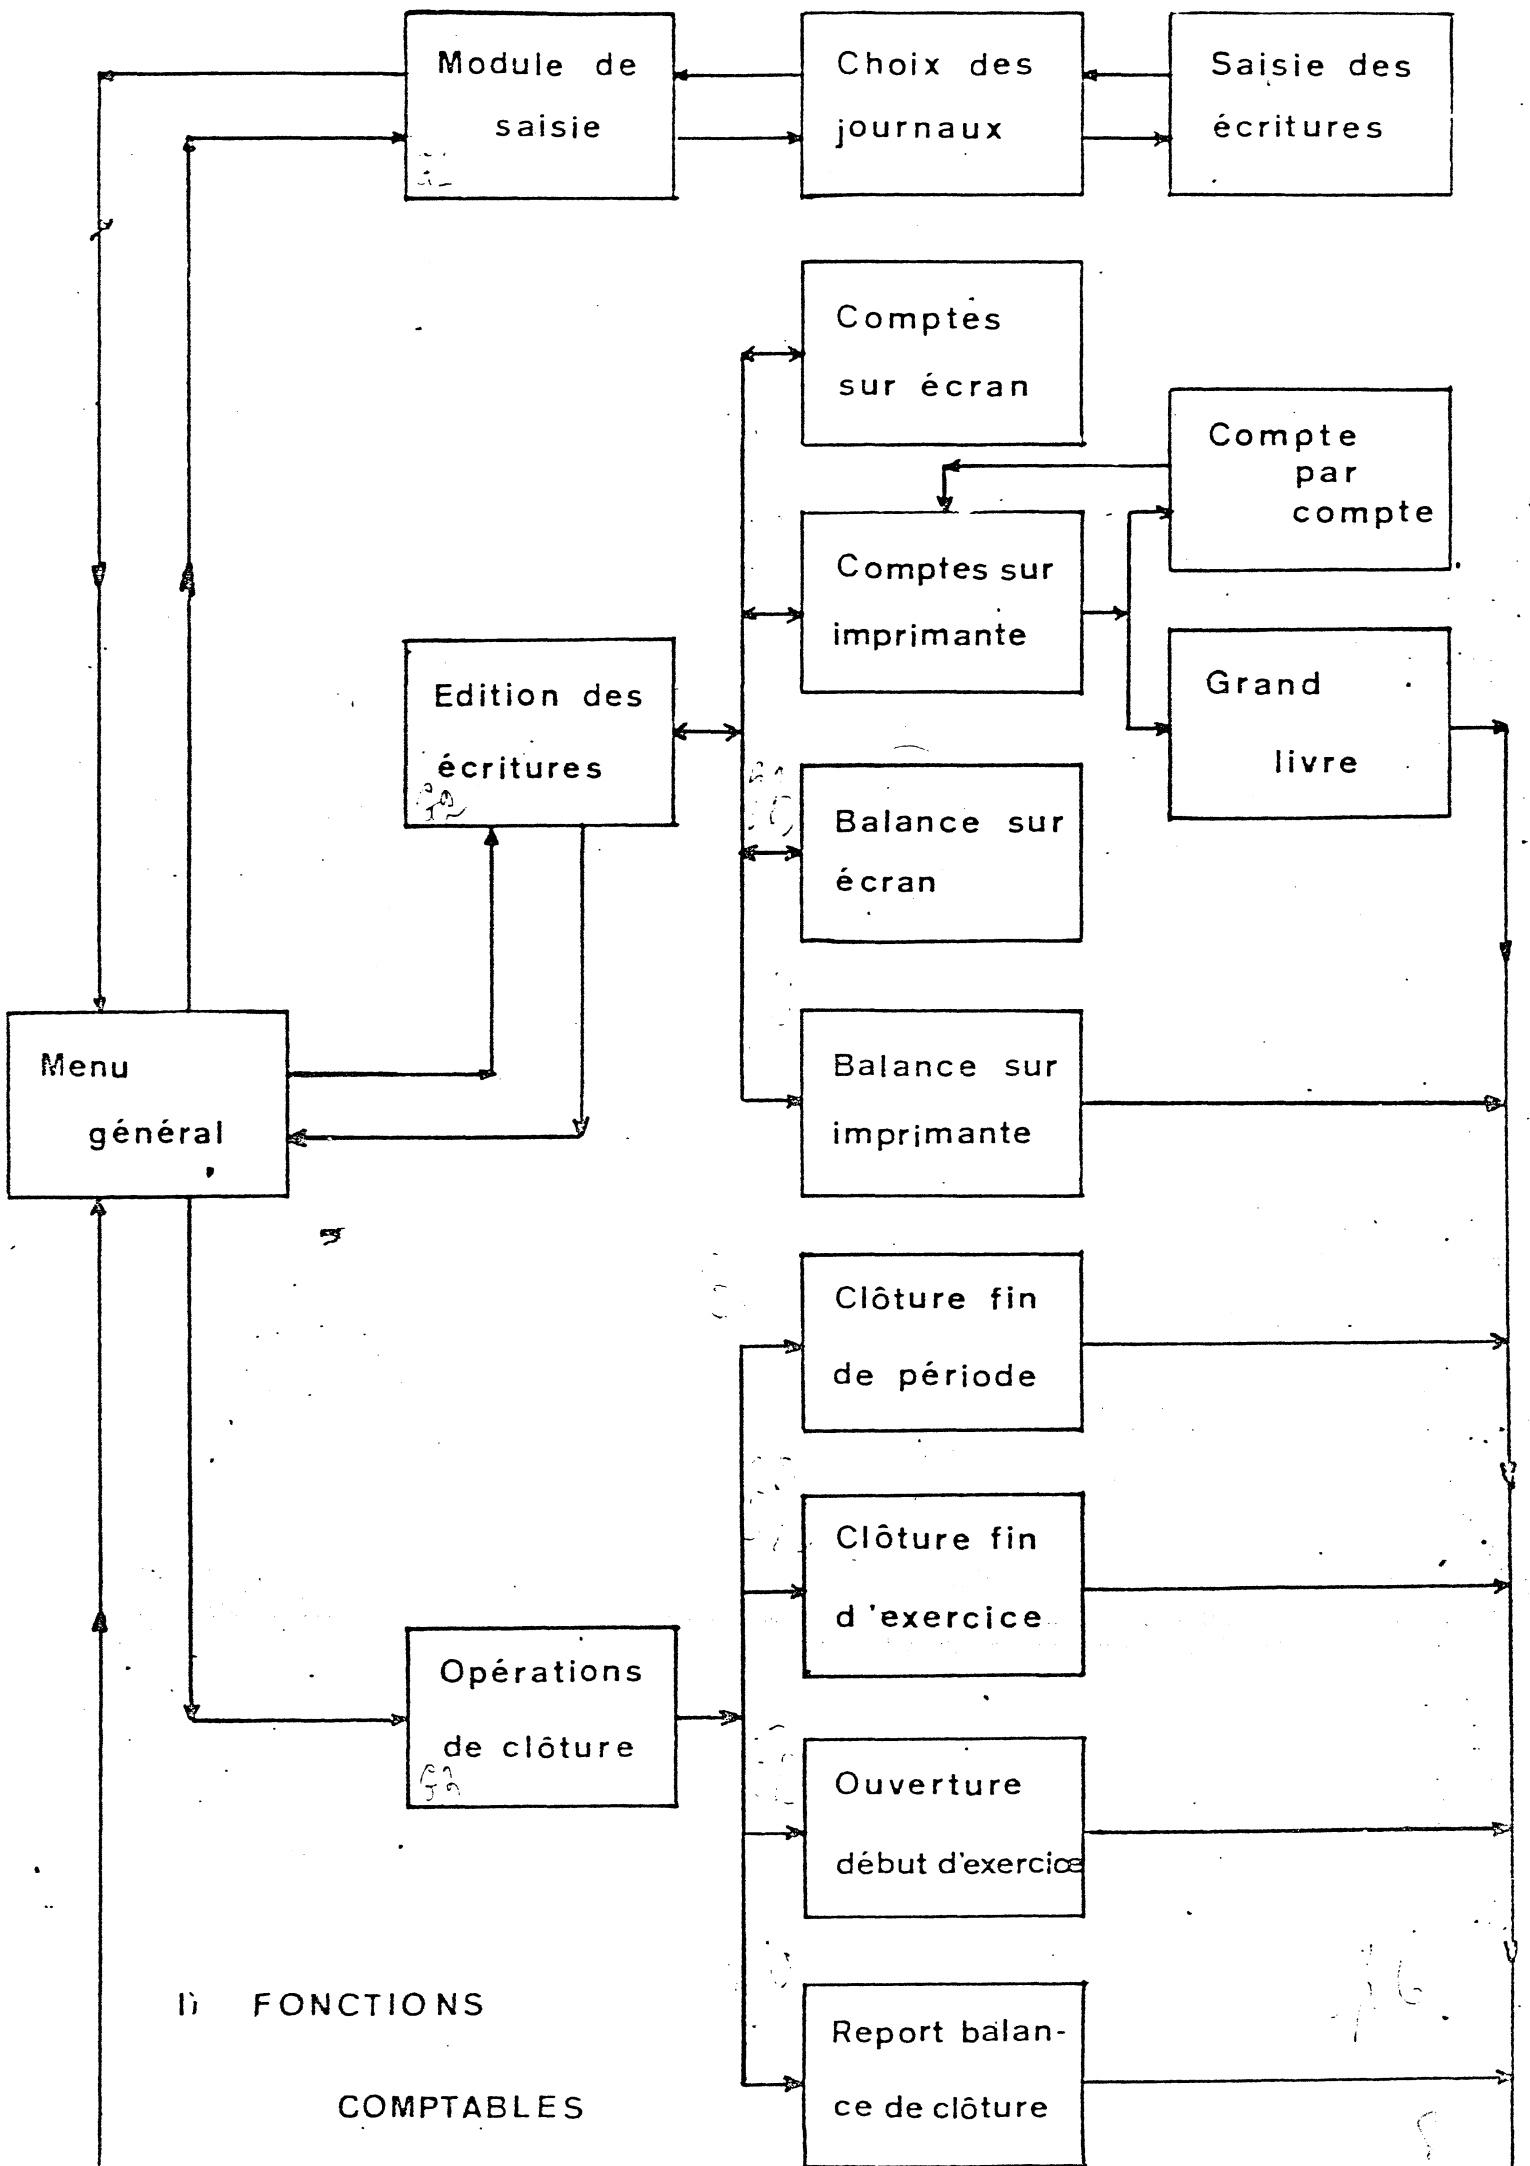 Module de
saisie
Choix des
journaux
Saisie des
écritures
Comptes
sur écran
Compte
par
compte
Comptes sur
imprimante
Edition des
écritures
Grand
livre
Balance sur
écran
Menu
général
Balance sur
imprimante
Clôture fin
de période
Clôture fin
d'exercice
Opérations
de clôture
Ouverture
début d'exercice
Report balan-
ce de clôture
FONCTIONS
COMPTABLES